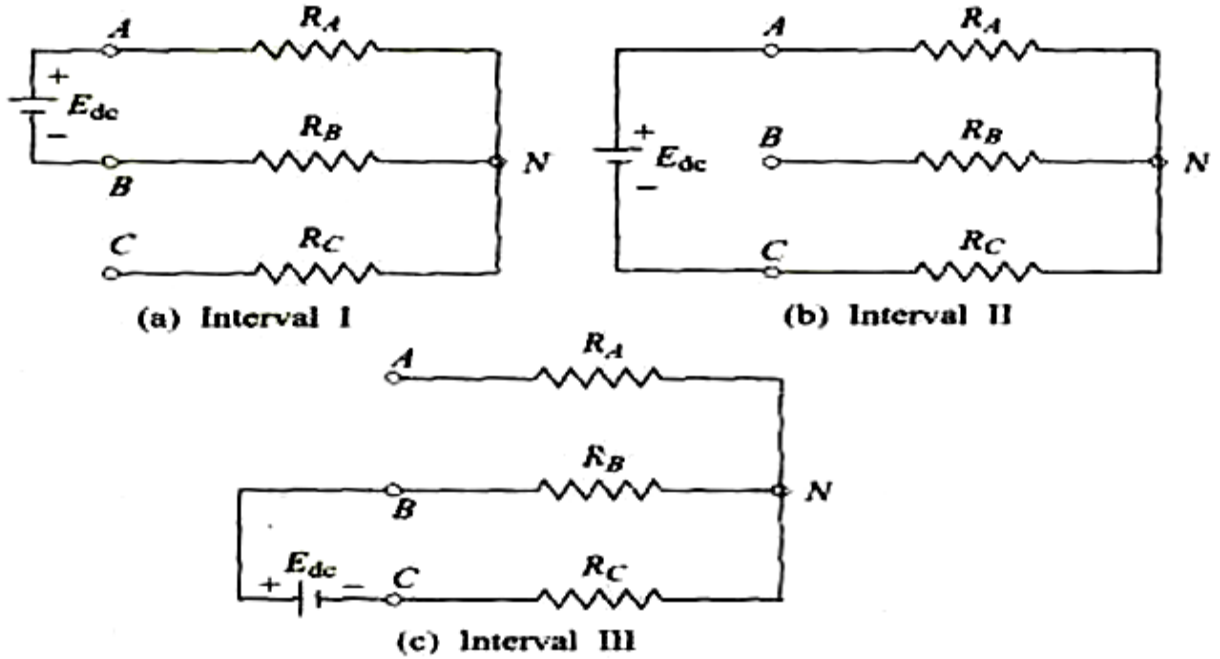 A R_A
+ E_dc −
R_B N
B
C R_C
(a) Interval I
A R_A
+ E_dc −
B R_B N
C R_C
(b) Interval II
A R_A
R_B N
B
+ E_dc − C R_C
(c) Interval III